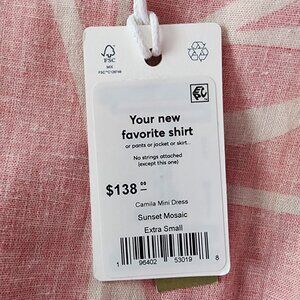 FSC
MIX
Your new
favorite shirt
or pants or jacket or skirt...
No strings attached
(except this one)
$138.00
Camila Mini Dress
Sunset Mosaic
Extra Small
1 96402 53019 8